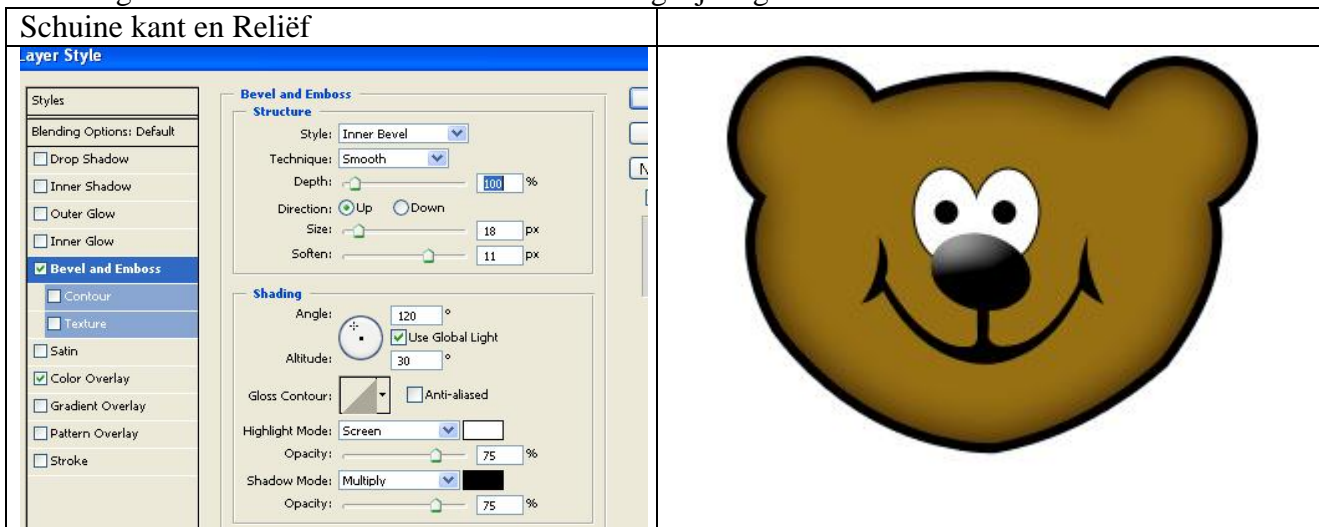 Schuine kant en Reliëf
Layer Style
Styles
Blending Options: Default
Drop Shadow
Inner Shadow
Outer Glow
Inner Glow
Bevel and Emboss
Contour
Texture
Satin
Color Overlay
Gradient Overlay
Pattern Overlay
Stroke
Bevel and Emboss
Structure
Style: Inner Bevel
Technique: Smooth
Depth: 100 %
Direction: Up Down
Size: 18 px
Soften: 11 px
Shading
Angle: 120 °
Use Global Light
Altitude: 30 °
Gloss Contour: Anti-aliased
Highlight Mode: Screen
Opacity: 75 %
Shadow Mode: Multiply
Opacity: 75 %
N